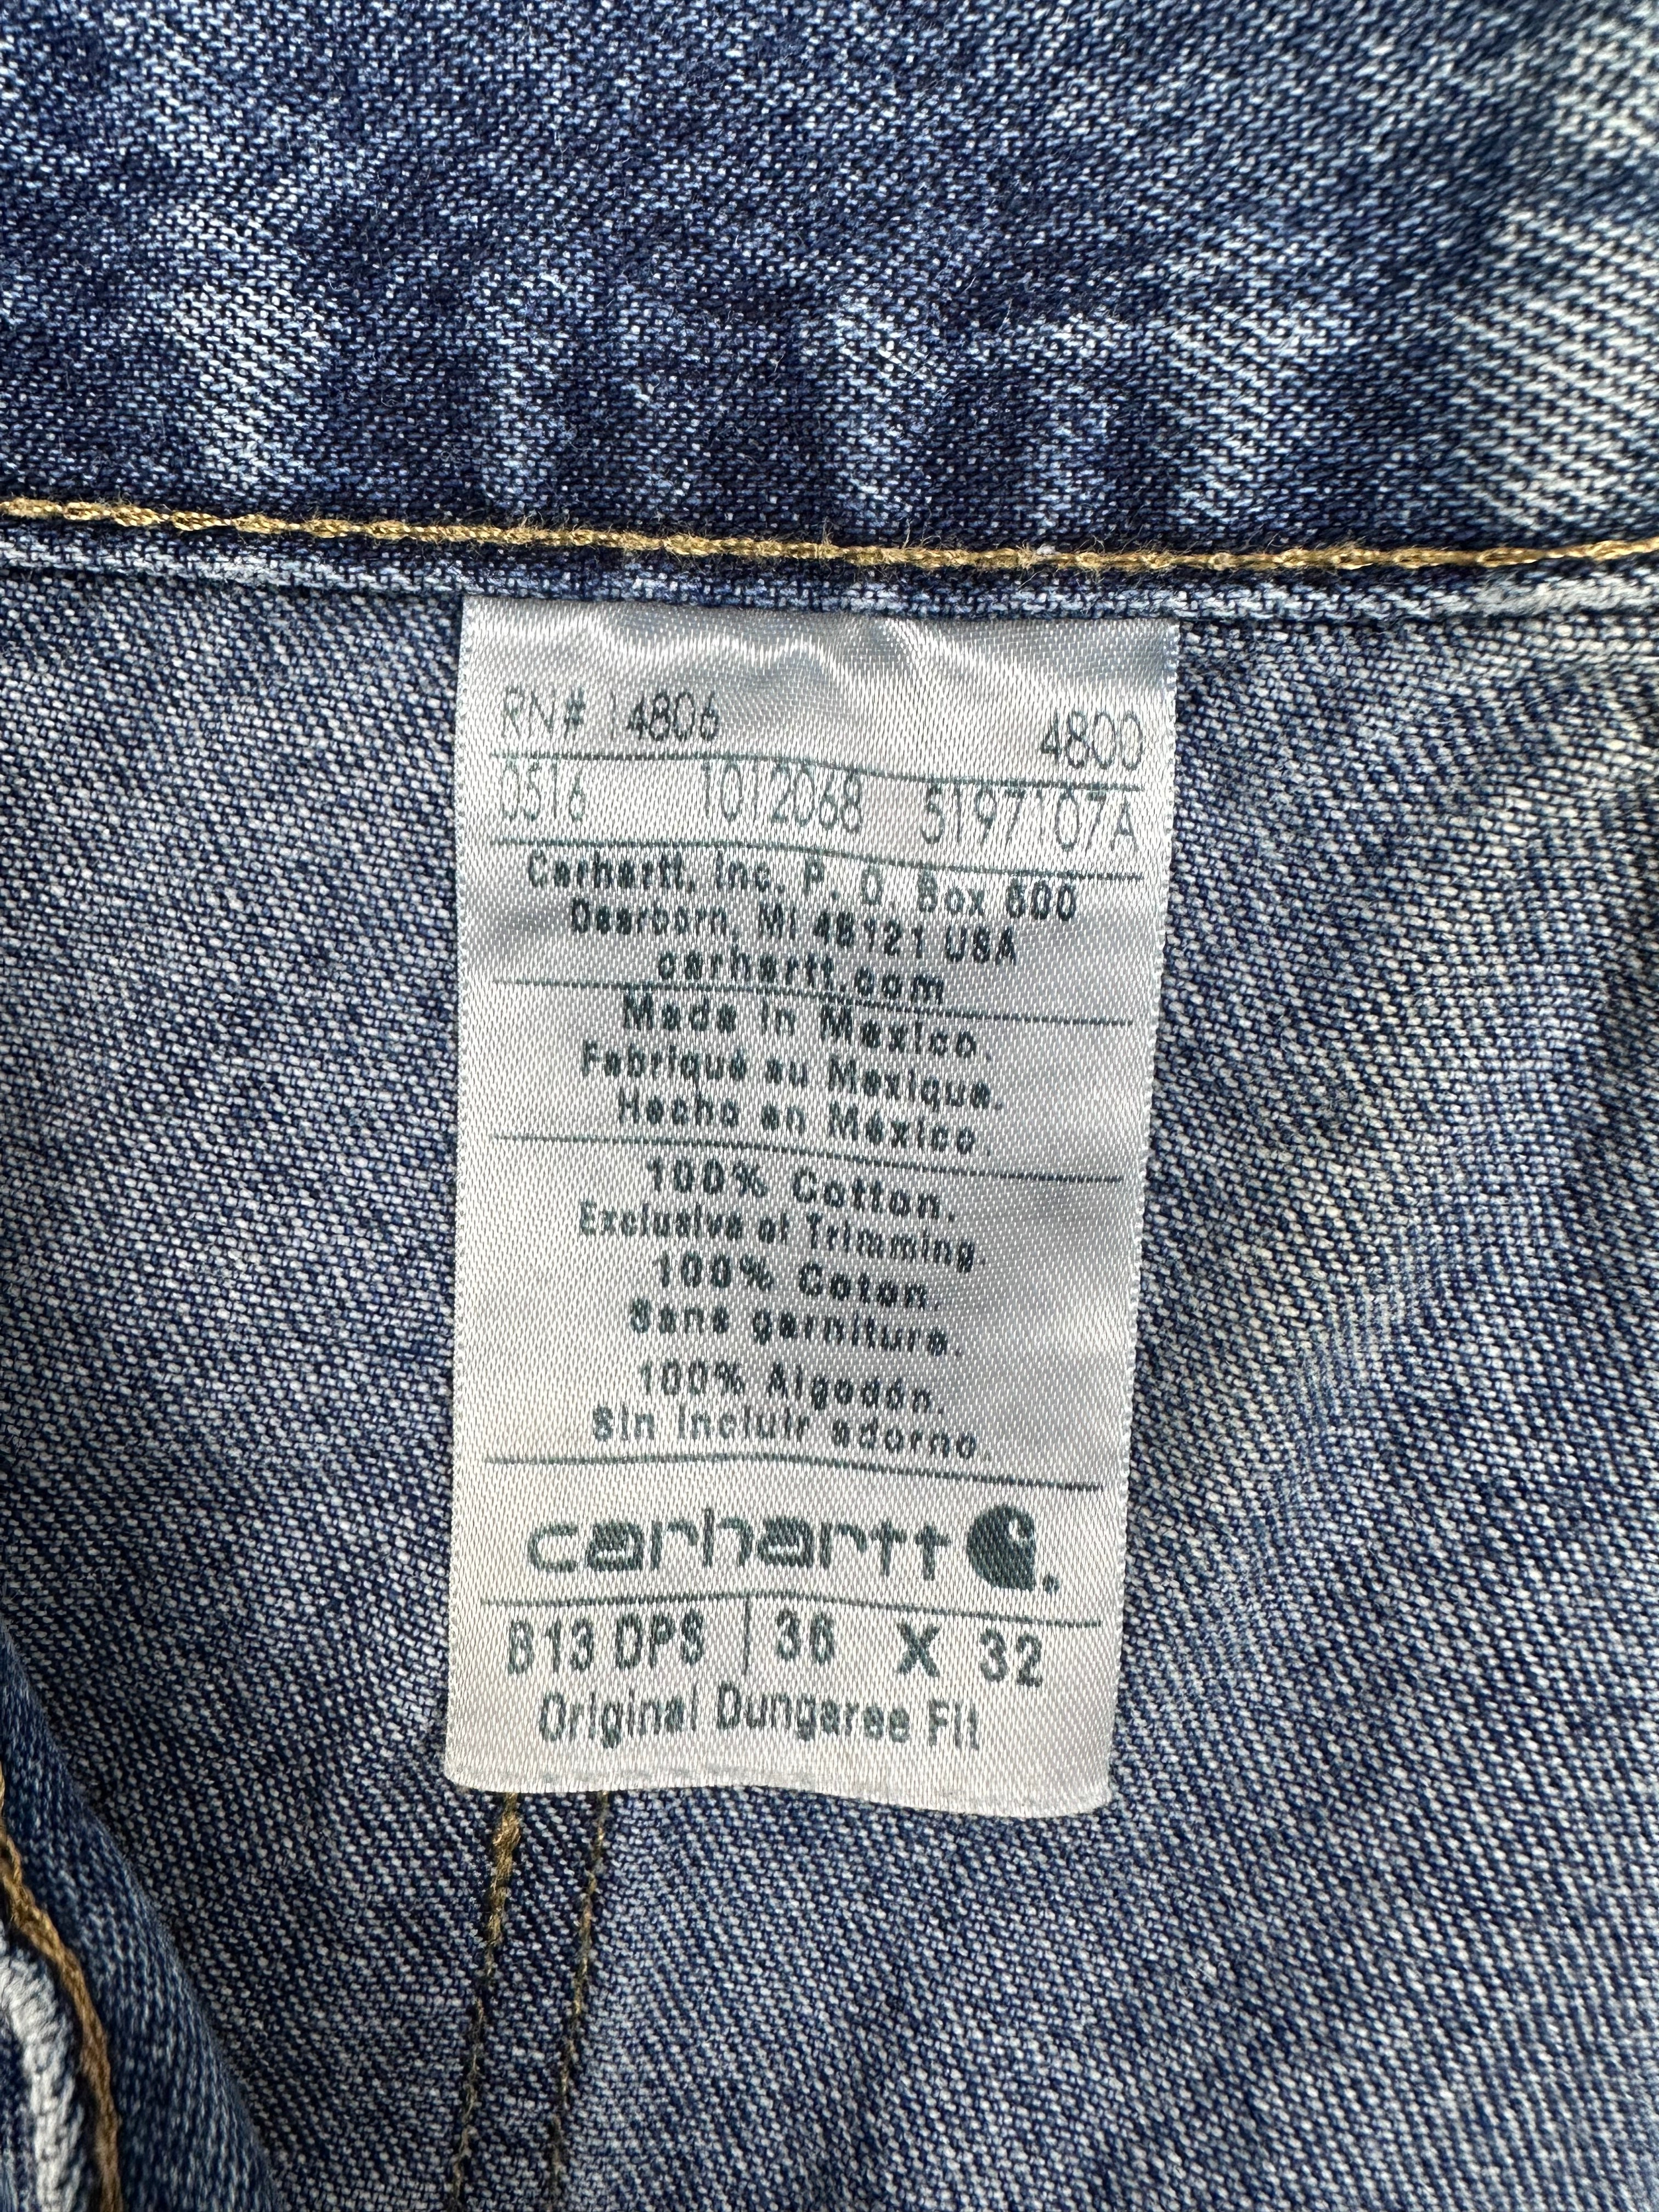 RN# 14806 4800
0516 1012068 5197107A
Carhartt, Inc. P. O. Box 600
Dearborn, MI 48121 USA
carhartt.com
Made in Mexico.
Fabriqué au Mexique.
Hecho en México.
100% Cotton.
Exclusive of Trimming.
100% Coton.
Sans garniture.
100% Algodón.
Sin incluir adorno.
carhartt
B13 DPS | 36 X 32
Original Dungaree Fit